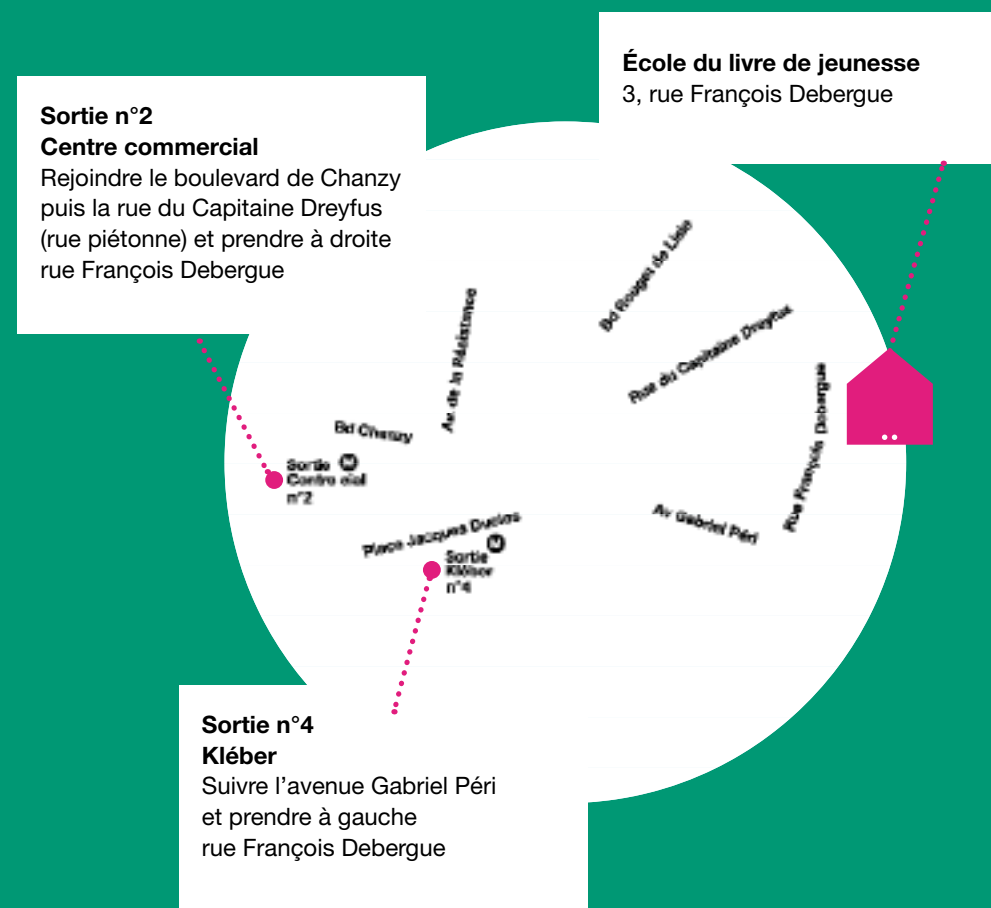 École du livre de jeunesse
3, rue François Debergue
Sortie n°2
Centre commercial
Rejoindre le boulevard de Chanzy
puis la rue du Capitaine Dreyfus
(rue piétonne) et prendre à droite
rue François Debergue
Bd Rouget de Lisle
Av. de la Résistance
Rue du Capitaine Dreyfus
Rue François Debergue
Bd Chanzy
M
Sortie
Centre cial
n°2
Av Gabriel Péri
Place Jacques Duclos
M
Sortie
Kléber
n°4
Sortie n°4
Kléber
Suivre l’avenue Gabriel Péri
et prendre à gauche
rue François Debergue